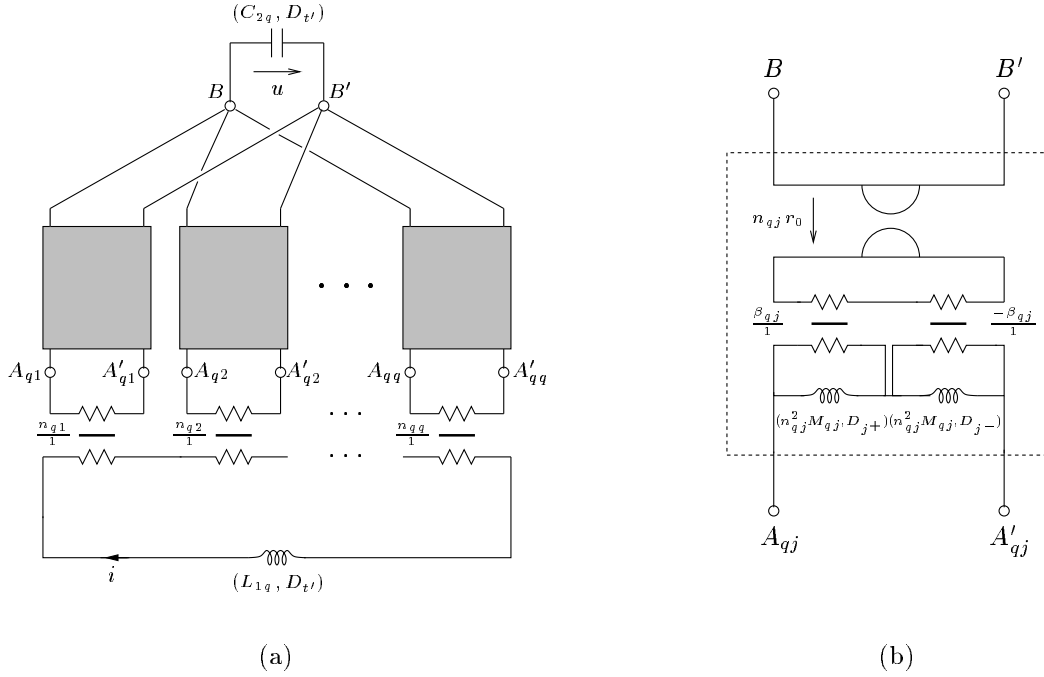 (C_{2q}, D_{t'})
u
B
B'
A_{q1}
A'_{q1}
A_{q2}
A'_{q2}
A_{qq}
A'_{qq}
n_{q1}/1
n_{q2}/1
n_{qq}/1
i
(L_{1q}, D_{t'})
(a)
B
B'
n_{qj} r_0
β_{qj}/1
-β_{qj}/1
(n^2_{qj} M_{qj}, D_{j+})(n^2_{qj} M_{qj}, D_{j-})
A_{qj}
A'_{qj}
(b)